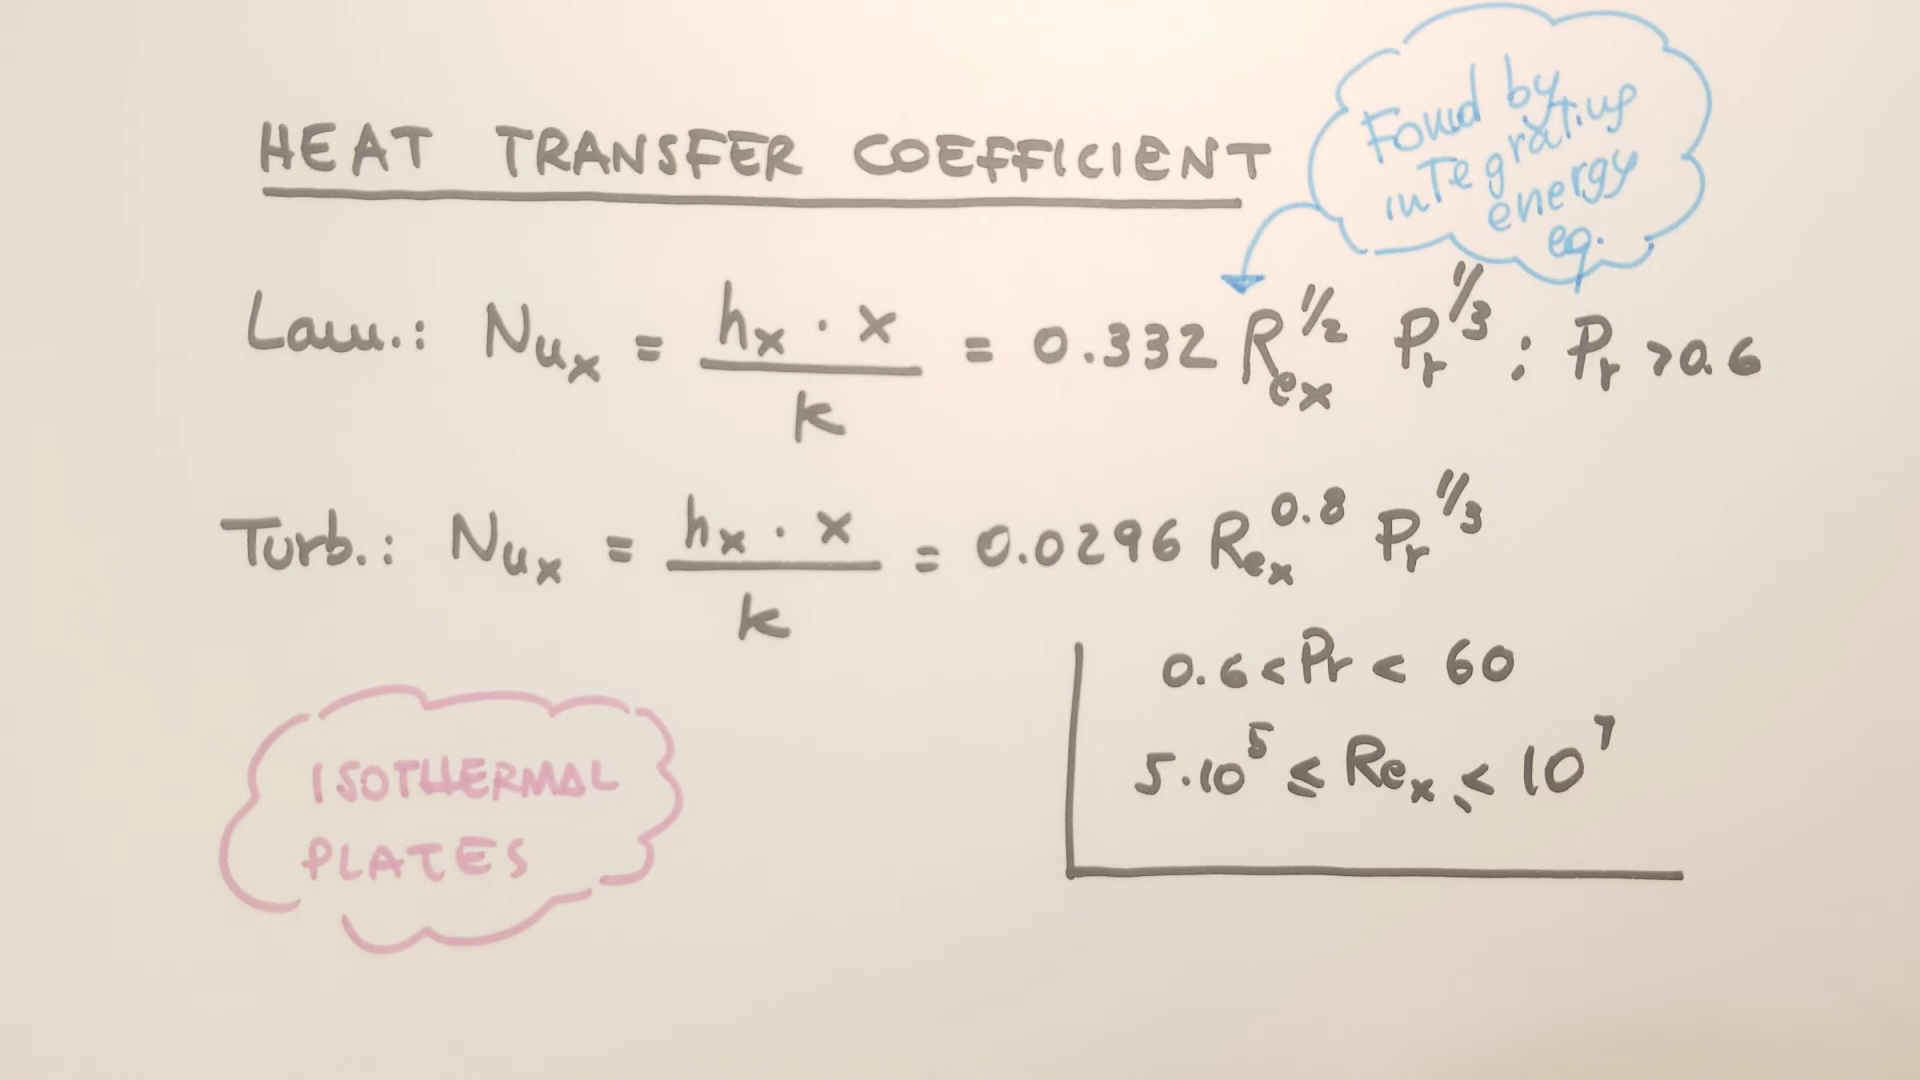 HEAT TRANSFER COEFFICIENT
Found by
integrating
energy
eq.
Lam.: Nuₓ = hₓ · x / k = 0.332 Reₓ^1/2 Pr^1/3 ; Pr > 0.6
Turb.: Nuₓ = hₓ · x / k = 0.0296 Reₓ^0.8 Pr^1/3
0.6 < Pr < 60
5·10^5 ≤ Reₓ ≤ 10^7
ISOTHERMAL
PLATES